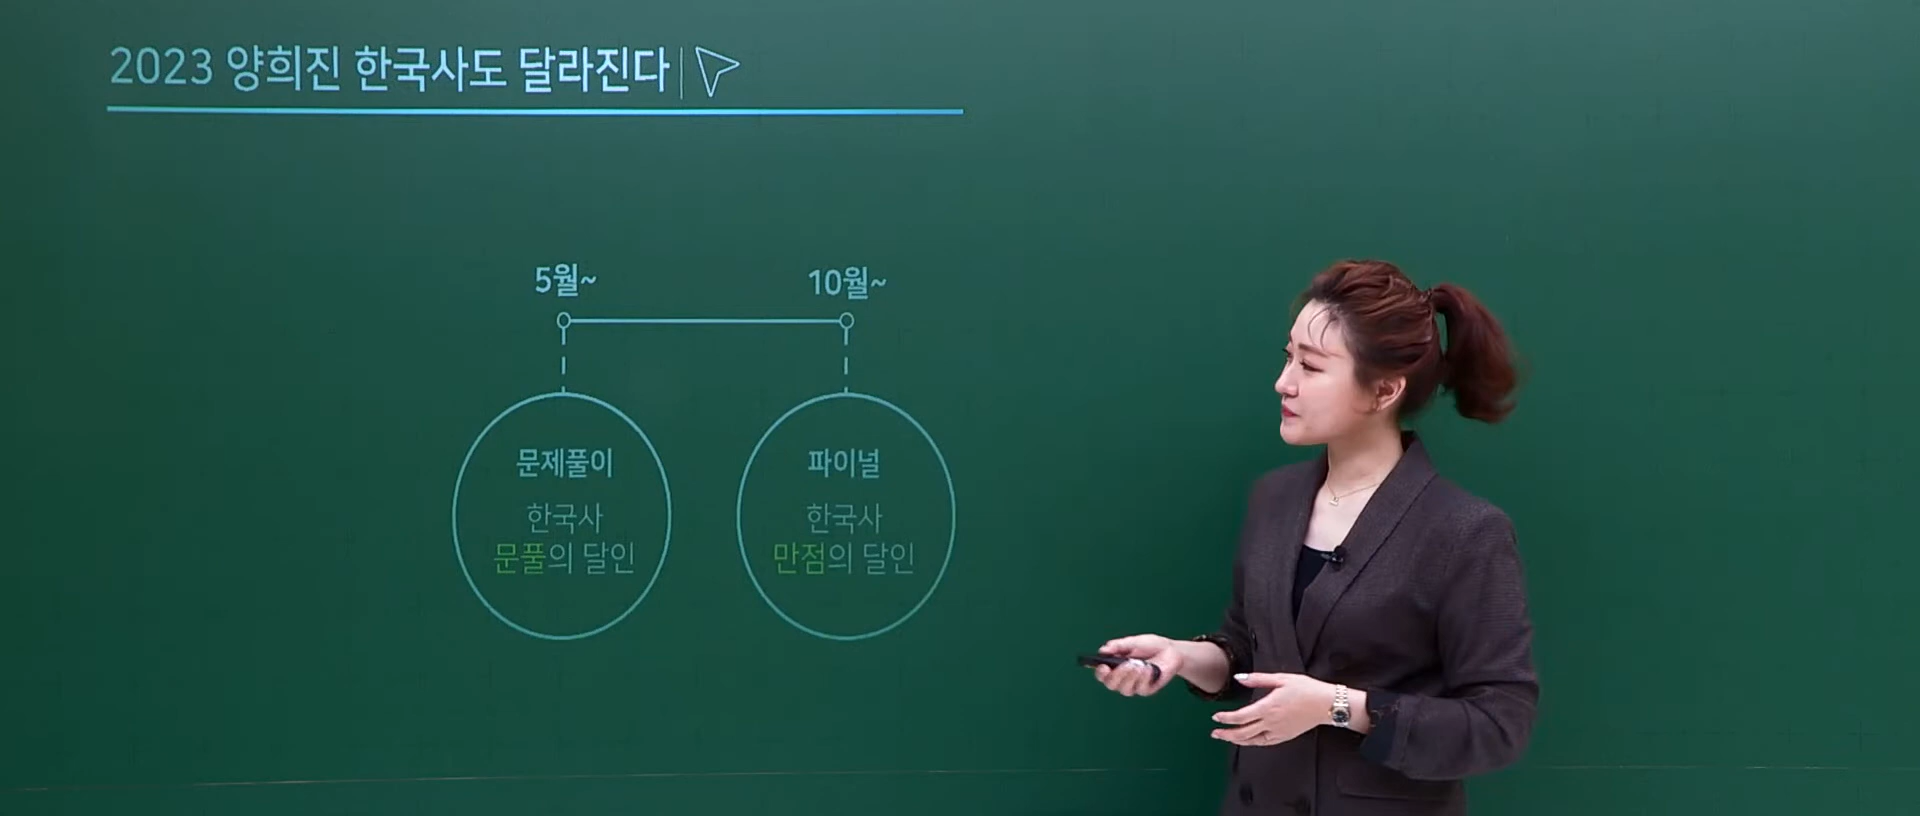 2023 양희진 한국사도 달라진다
5월~
10월~
문제풀이
한국사
문풀의 달인
파이널
한국사
만점의 달인